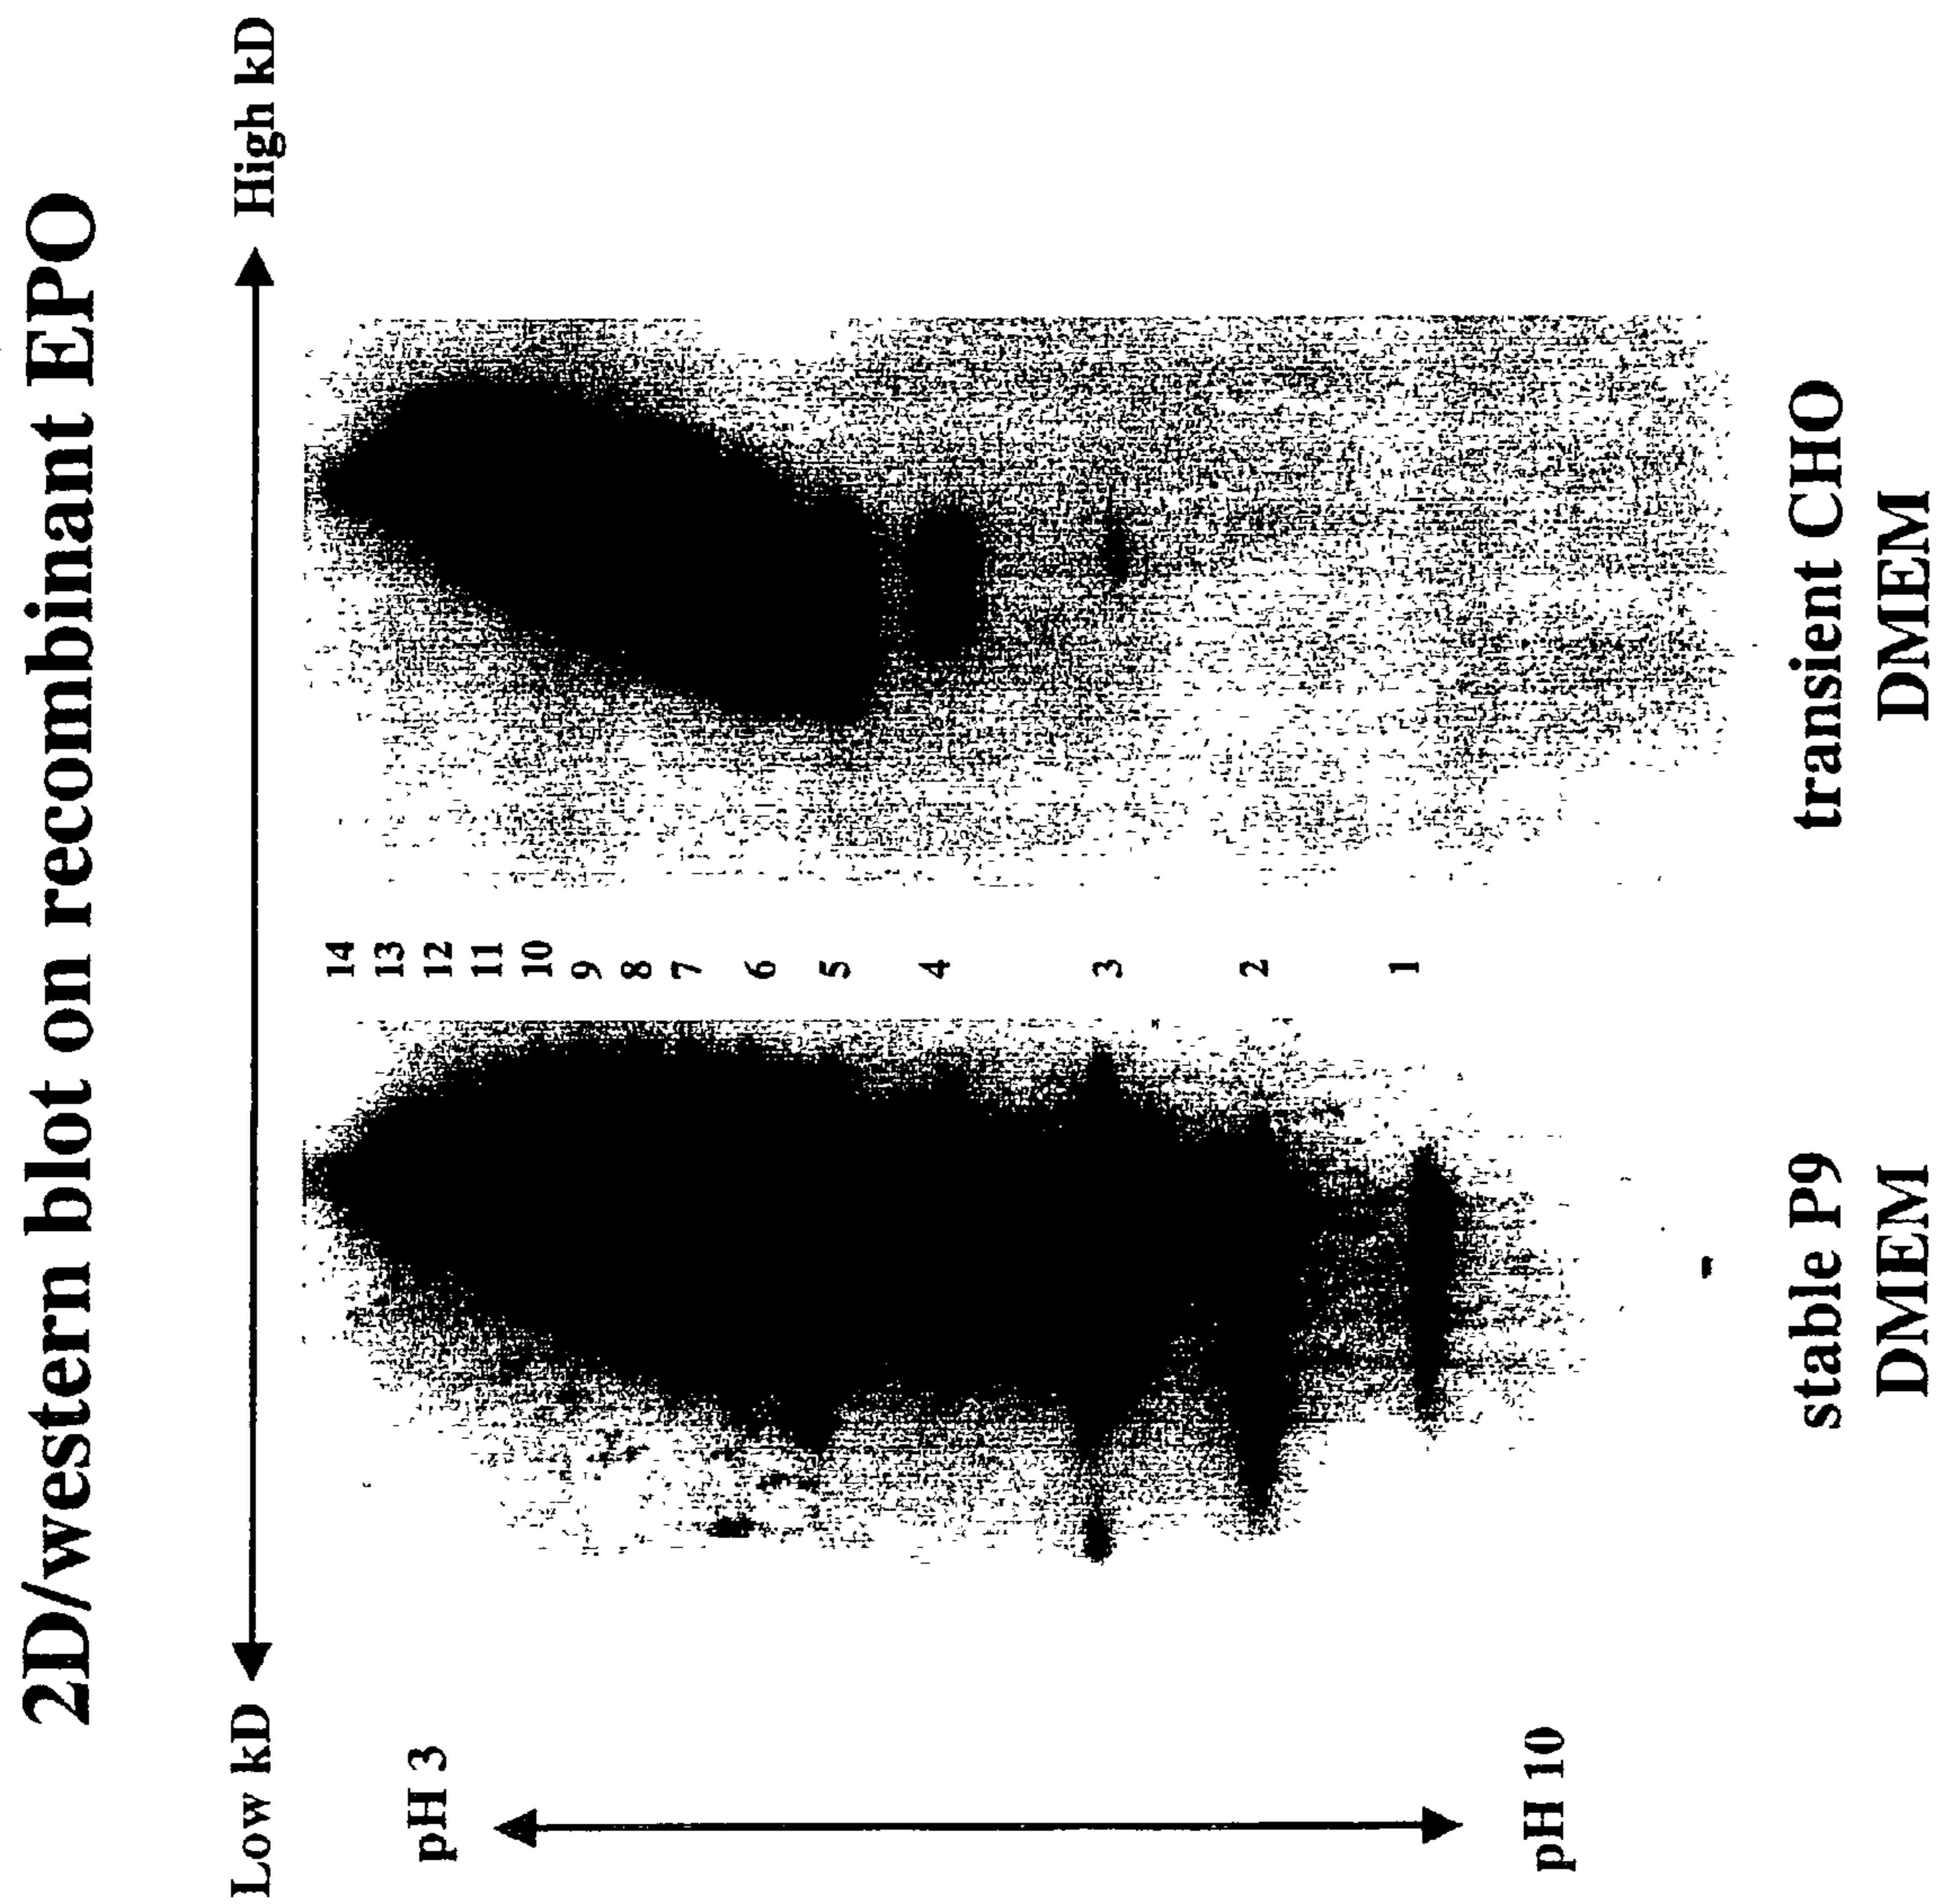 2D/western blot on recombinant EPO
Low kD
High kD
pH 3
pH 10
14
13
12
11
10
9
8
7
6
5
4
3
2
1
stable P9
DMEM
transient CHO
DMEM